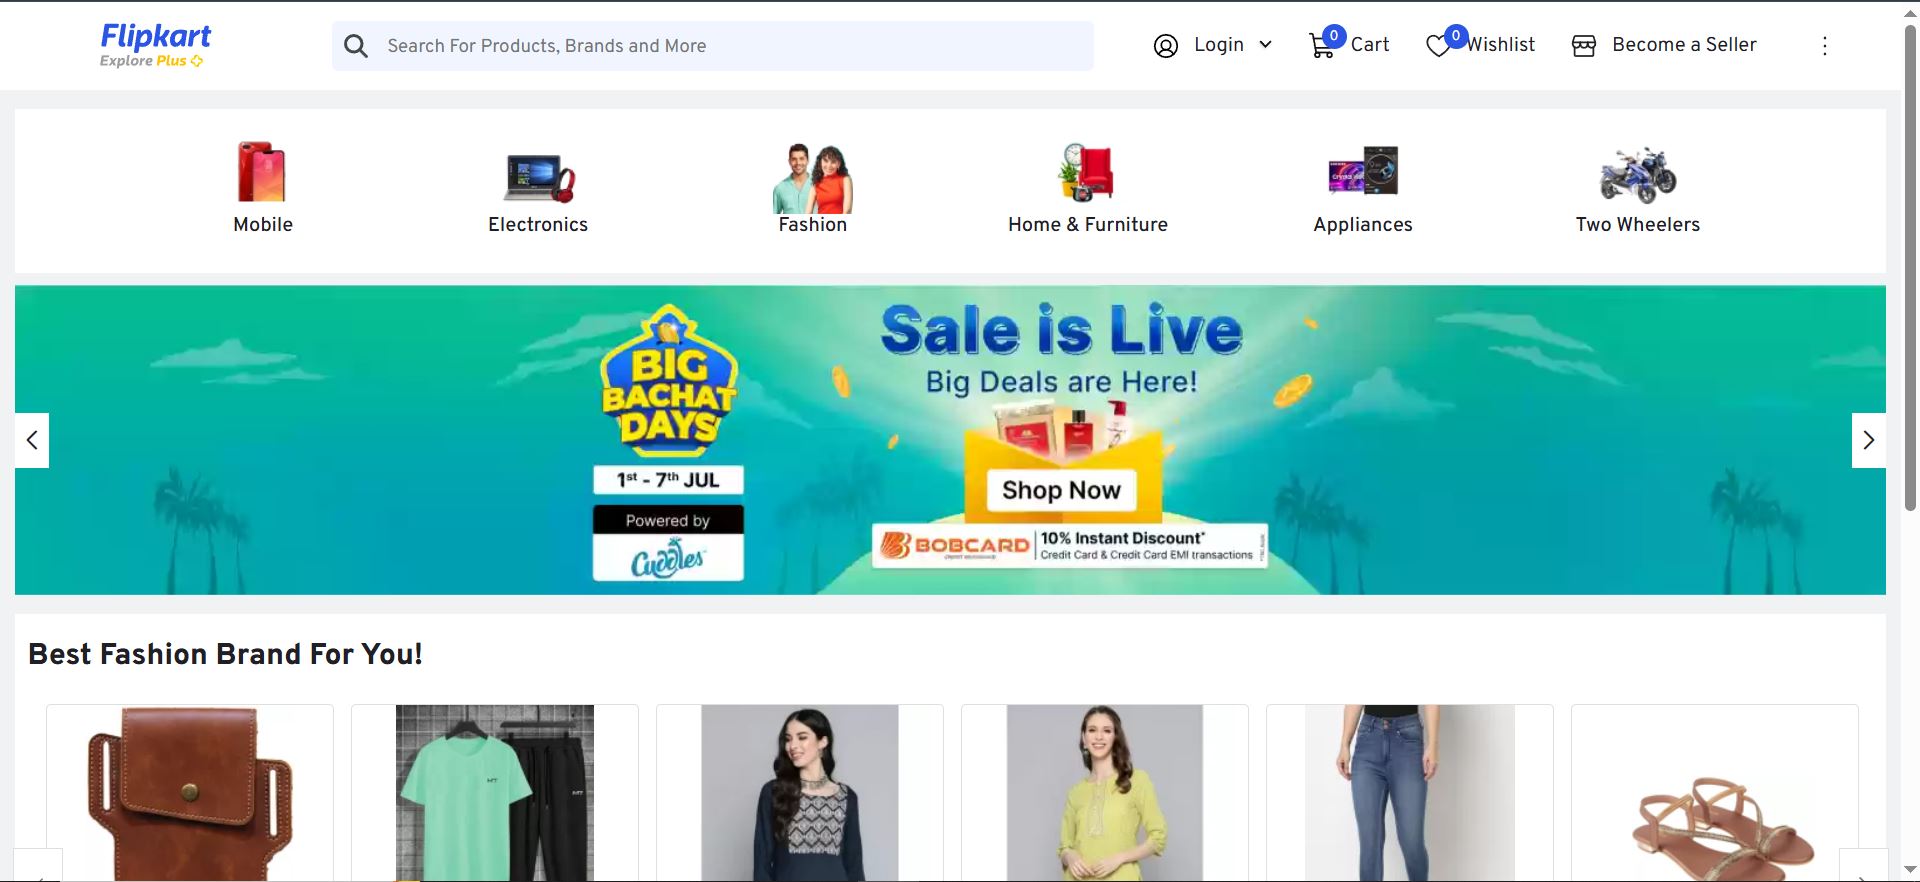 Flipkart
Explore Plus
Search For Products, Brands and More
Login
0
Cart
0
Wishlist
Become a Seller
Mobile
Electronics
Fashion
Home & Furniture
Appliances
Two Wheelers
BIG
BACHAT
DAYS
1st - 7th JUL
Powered by
Cuddles
Sale is Live
Big Deals are Here!
Shop Now
BOBCARD
10% Instant Discount*
Credit Card & Credit Card EMI transactions
Best Fashion Brand For You!